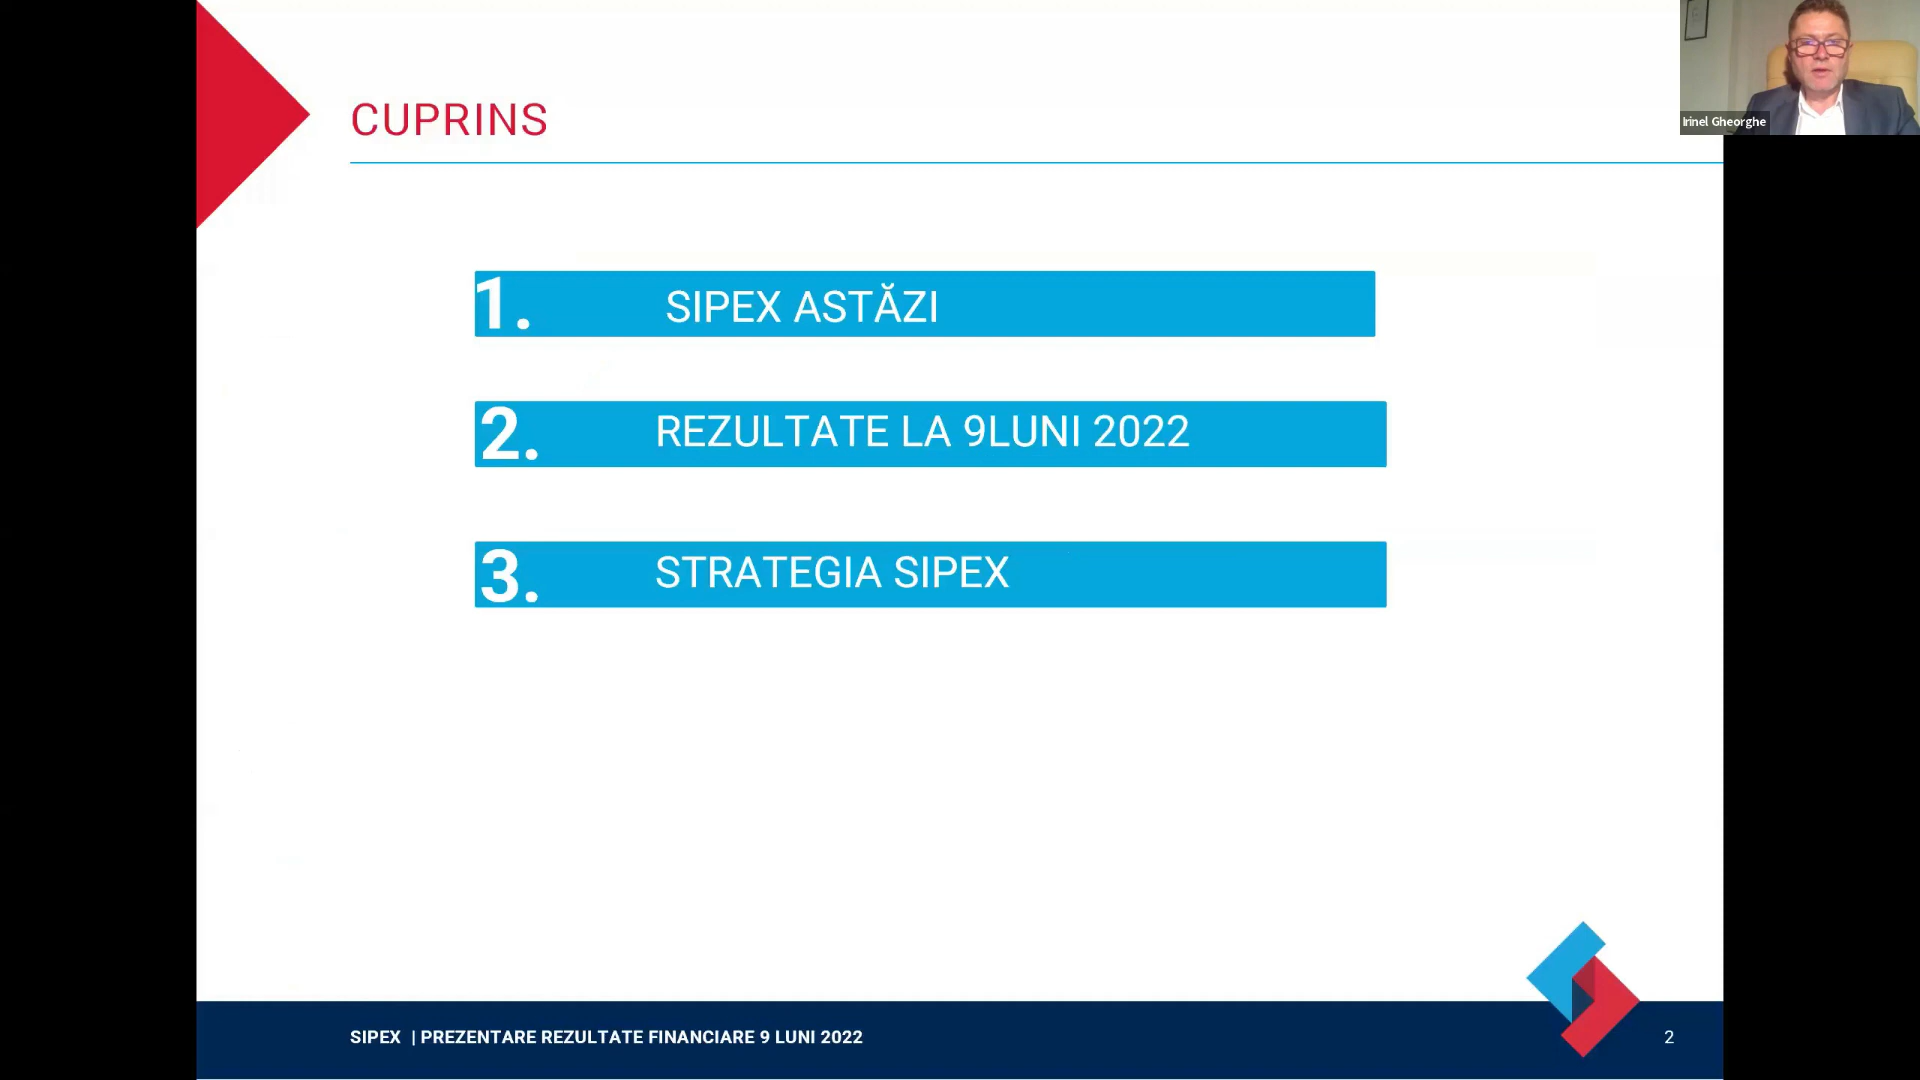 CUPRINS
Irinel Gheorghe
1. SIPEX ASTĂZI
2. REZULTATE LA 9LUNI 2022
3. STRATEGIA SIPEX
SIPEX | PREZENTARE REZULTATE FINANCIARE 9 LUNI 2022
2